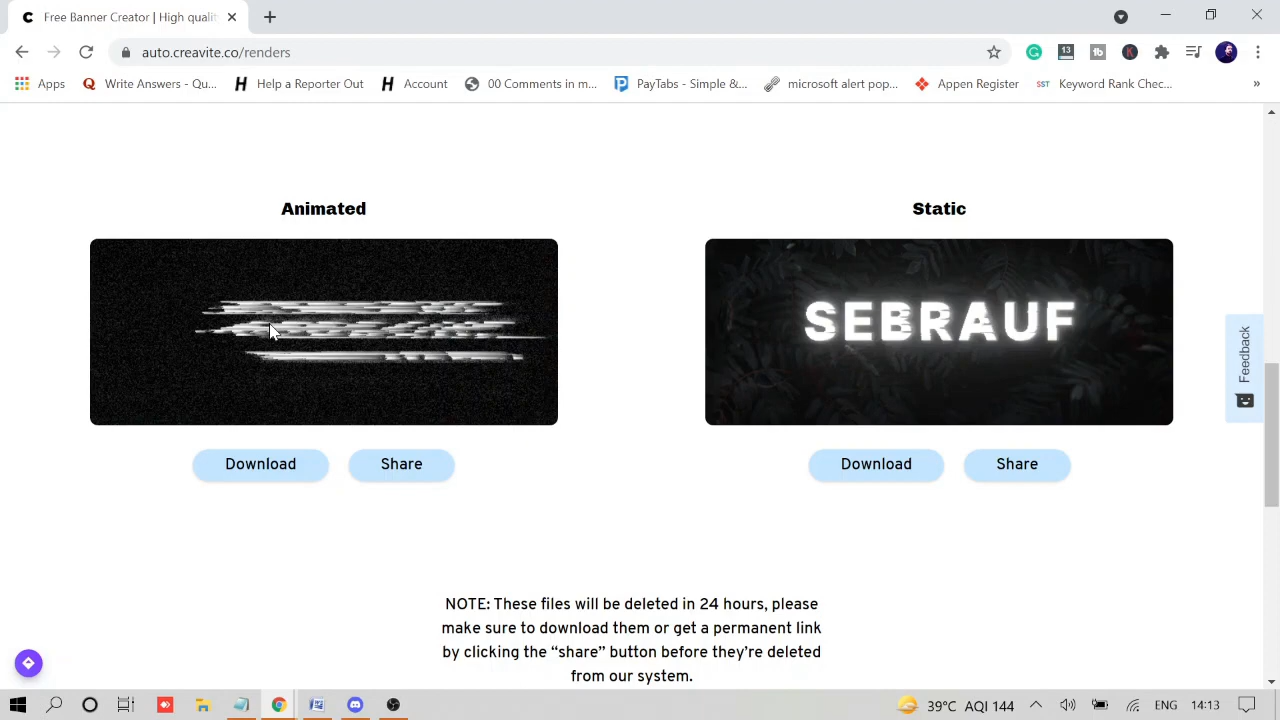 Free Banner Creator | High qualit
auto.creavite.co/renders
13
Apps
Write Answers - Qu...
Help a Reporter Out
Account
00 Comments in m...
PayTabs - Simple &...
microsoft alert pop...
Appen Register
SST
Keyword Rank Chec...
»
Animated
Static
SEBRAUF
Feedback
Download
Share
Download
Share
NOTE: These files will be deleted in 24 hours, please
make sure to download them or get a permanent link
by clicking the “share” button before they’re deleted
from our system.
39°C AQI 144
ENG
14:13